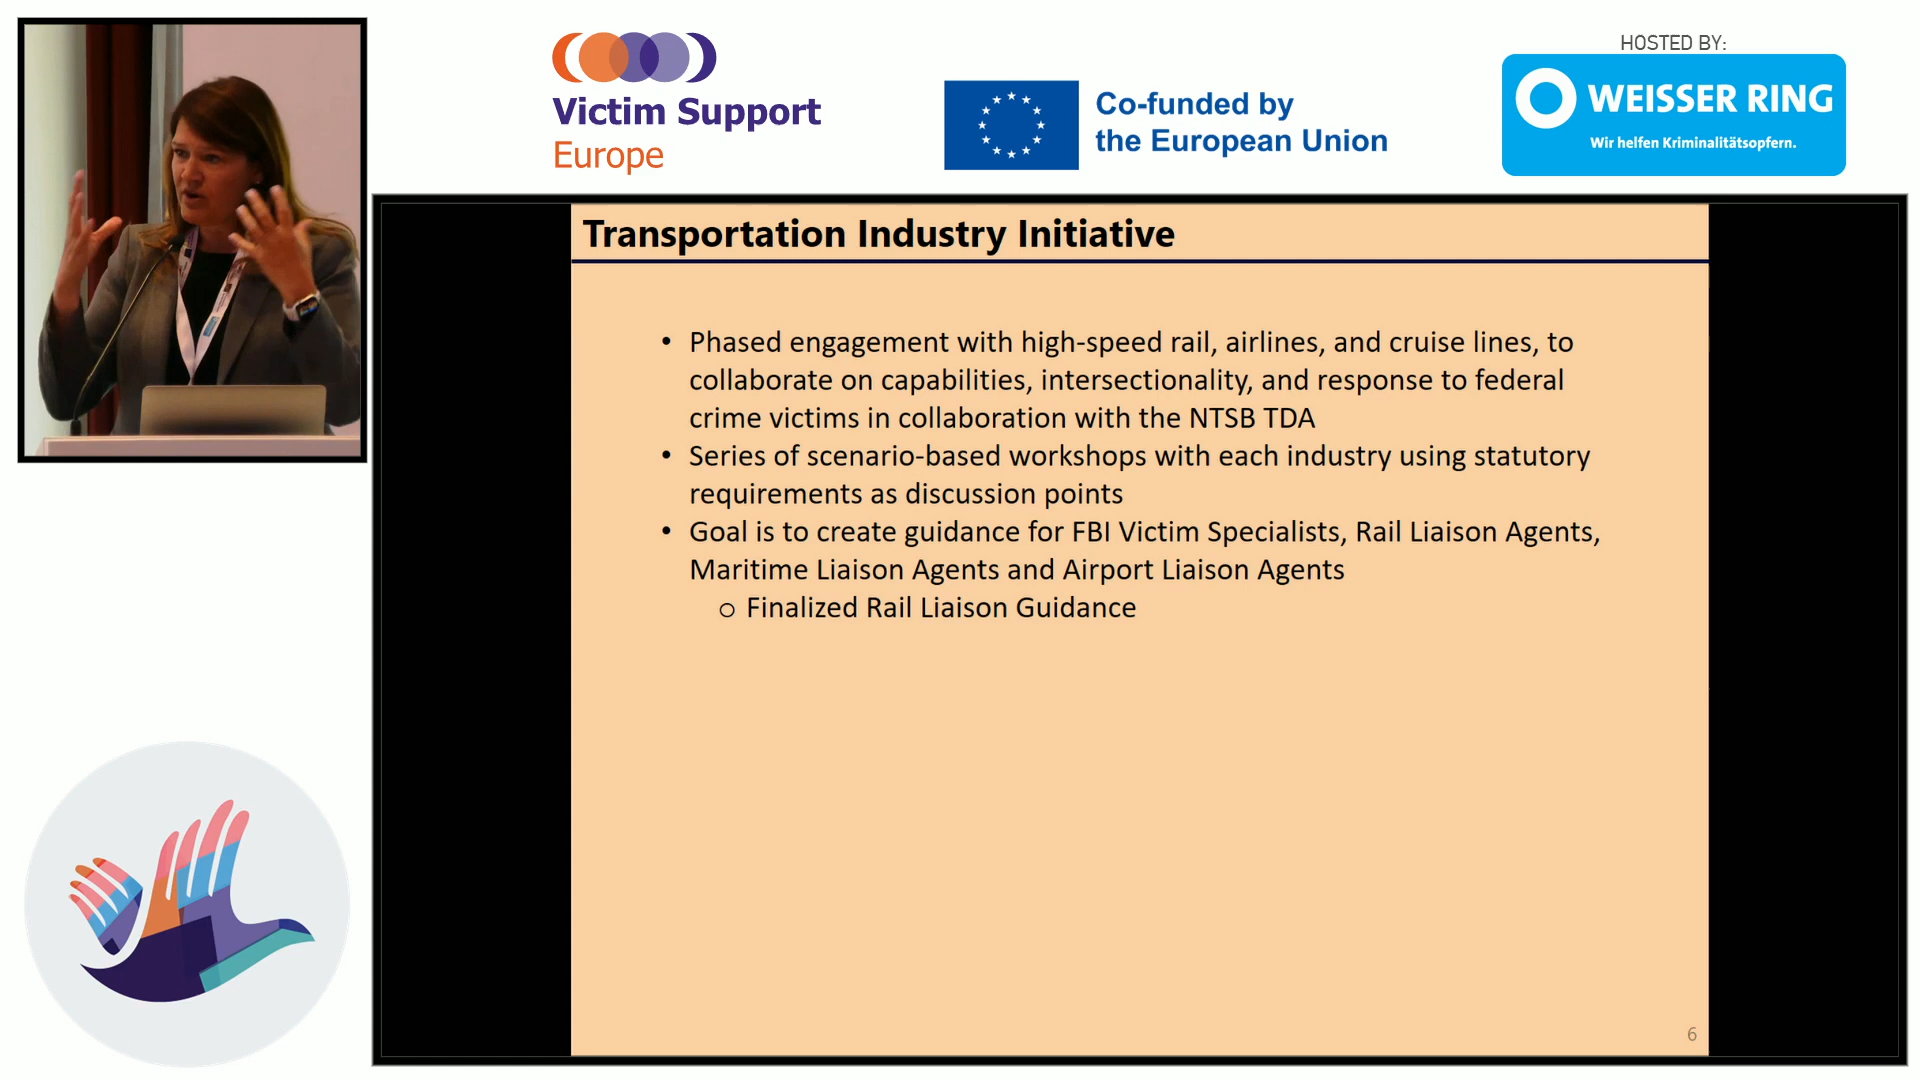 Victim Support
Europe
Co-funded by
the European Union
HOSTED BY:
WEISSER RING
Wir helfen Kriminalitätsopfern.
Transportation Industry Initiative
• Phased engagement with high-speed rail, airlines, and cruise lines, to
collaborate on capabilities, intersectionality, and response to federal
crime victims in collaboration with the NTSB TDA
• Series of scenario-based workshops with each industry using statutory
requirements as discussion points
• Goal is to create guidance for FBI Victim Specialists, Rail Liaison Agents,
Maritime Liaison Agents and Airport Liaison Agents
o Finalized Rail Liaison Guidance
6